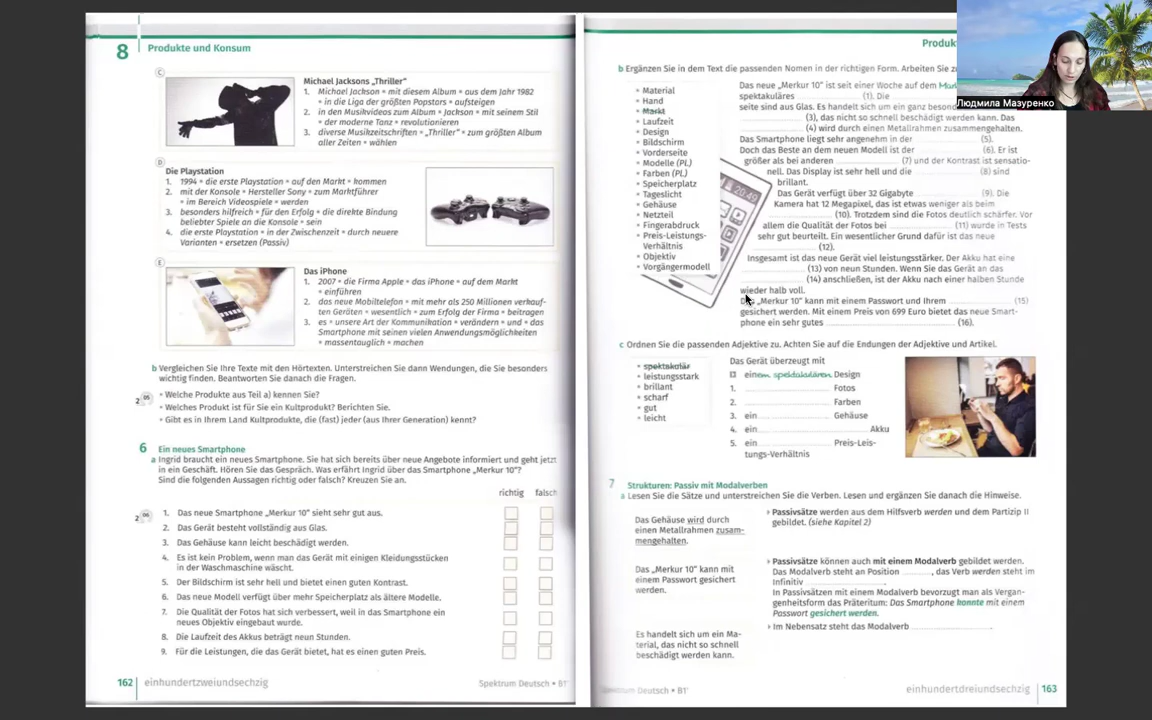 8
Produkte und Konsum
C
Michael Jacksons „Thriller"
1. Michael Jackson • mit diesem Album • aus dem Jahr 1982
• in die Liga der größten Popstars • aufsteigen
2. in den Musikvideos zum Album • Jackson • mit seinem Stil
• der moderne Tanz • revolutionieren
3. diverse Musikzeitschriften • „Thriller" • zum größten Album
aller Zeiten • wählen
D
Die Playstation
1. 1994 • die erste Playstation • auf den Markt • kommen
2. mit der Konsole • Hersteller Sony • zum Marktführer
• im Bereich Videospiele • werden
3. besonders hilfreich • für den Erfolg • die direkte Bindung
beliebter Spiele an die Konsole • sein
4. die erste Playstation • in der Zwischenzeit • durch neuere
Varianten • ersetzen (Passiv)
E
Das iPhone
1. 2007 • die Firma Apple • das iPhone • auf dem Markt
• einführen
2. das neue Mobiltelefon • mit mehr als 250 Millionen verkauf-
ten Geräten • wesentlich • zum Erfolg der Firma • beitragen
3. es • unsere Art der Kommunikation • verändern • und • das
Smartphone mit seinen vielen Anwendungsmöglichkeiten
• massentauglich • machen
b Vergleichen Sie Ihre Texte mit den Hörtexten. Unterstreichen Sie dann Wendungen, die Sie besonders
wichtig finden. Beantworten Sie danach die Fragen.
2 05
• Welche Produkte aus Teil a) kennen Sie?
• Welches Produkt ist für Sie ein Kultprodukt? Berichten Sie.
• Gibt es in Ihrem Land Kultprodukte, die (fast) jeder (aus Ihrer Generation) kennt?
6 Ein neues Smartphone
a Ingrid braucht ein neues Smartphone. Sie hat sich bereits über neue Angebote informiert und geht jetzt
in ein Geschäft. Hören Sie das Gespräch. Was erfährt Ingrid über das Smartphone „Merkur 10"?
Sind die folgenden Aussagen richtig oder falsch? Kreuzen Sie an.
richtig falsch
2 06
1. Das neue Smartphone „Merkur 10" sieht sehr gut aus.
2. Das Gerät besteht vollständig aus Glas.
3. Das Gehäuse kann leicht beschädigt werden.
4. Es ist kein Problem, wenn man das Gerät mit einigen Kleidungsstücken
in der Waschmaschine wäscht.
5. Der Bildschirm ist sehr hell und bietet einen guten Kontrast.
6. Das neue Modell verfügt über mehr Speicherplatz als ältere Modelle.
7. Die Qualität der Fotos hat sich verbessert, weil in das Smartphone ein
neues Objektiv eingebaut wurde.
8. Die Laufzeit des Akkus beträgt neun Stunden.
9. Für die Leistungen, die das Gerät bietet, hat es einen guten Preis.
162 einhundertzweiundsechzig
Spektrum Deutsch • B1+
b Ergänzen Sie in dem Text die passenden Nomen in der richtigen Form. Arbeiten Sie
• Material
• Hand
• Markt
• Laufzeit
• Design
• Bildschirm
• Vorderseite
• Modelle (PL)
• Farben (PL)
• Speicherplatz
• Tageslicht
• Gehäuse
• Netzteil
• Fingerabdruck
• Preis-Leistungs-
Verhältnis
• Objektiv
• Vorgängermodell
Das neue „Merkur 10" ist seit einer Woche auf dem
spektakuläres (1). Die
seite sind aus Glas. Es handelt sich um ein ganz
(3), das nicht so schnell beschädigt werden kann. Das
(4) wird durch einen Metallrahmen zusammengehalten.
Das Smartphone liegt sehr angenehm in der (5).
Doch das Beste an dem neuen Modell ist der (6). Er ist
größer als bei anderen (7) und der Kontrast ist sensatio-
nell. Das Display ist sehr hell und die (8) sind
brillant.
Das Gerät verfügt über 32 Gigabyte (9). Die
Kamera hat 12 Megapixel, das ist etwas weniger als beim
(10). Trotzdem sind die Fotos deutlich schärfer. Vor
allem die Qualität der Fotos bei (11) wurde in Tests
sehr gut beurteilt. Ein wesentlicher Grund dafür ist das neue
(12).
Insgesamt ist das neue Gerät viel leistungsstärker. Der Akku hat eine
(13) von neun Stunden. Wenn Sie das Gerät an das
(14) anschließen, ist der Akku nach einer halben Stunde
wieder halb voll.
„Merkur 10" kann mit einem Passwort und Ihrem (15)
gesichert werden. Mit einem Preis von 699 Euro bietet das neue Smart-
phone ein sehr gutes (16).
20:49
c Ordnen Sie die passenden Adjektive zu. Achten Sie auf die Endungen der Adjektive und Artikel.
• spektakulär
• leistungsstark
• brillant
• scharf
• gut
• leicht
Das Gerät überzeugt mit
einem spektakulären Design
1. Fotos
2. Farben
3. ein Gehäuse
4. ein Akku
5. ein Preis-Leis-
tungs-Verhältnis
7 Strukturen: Passiv mit Modalverben
a Lesen Sie die Sätze und unterstreichen Sie die Verben. Lesen und ergänzen Sie danach die Hinweise.
Das Gehäuse wird durch
einen Metallrahmen zusam-
mengehalten.
Das „Merkur 10" kann mit
einem Passwort gesichert
werden.
Es handelt sich um ein Ma-
terial, das nicht so schnell
beschädigt werden kann.
Passivsätze werden aus dem Hilfsverb werden und dem Partizip II
gebildet. (siehe Kapitel 2)
Passivsätze können auch mit einem Modalverb gebildet werden.
Das Modalverb steht an Position , das Verb werden steht im
Infinitiv .
In Passivsätzen mit einem Modalverb bevorzugt man als Vergan-
genheitsform das Präteritum: Das Smartphone konnte mit einem
Passwort gesichert werden.
Im Nebensatz steht das Modalverb .
Spektrum Deutsch • B1+
einhundertdreiundsechzig 163
Людмила Мазуренко